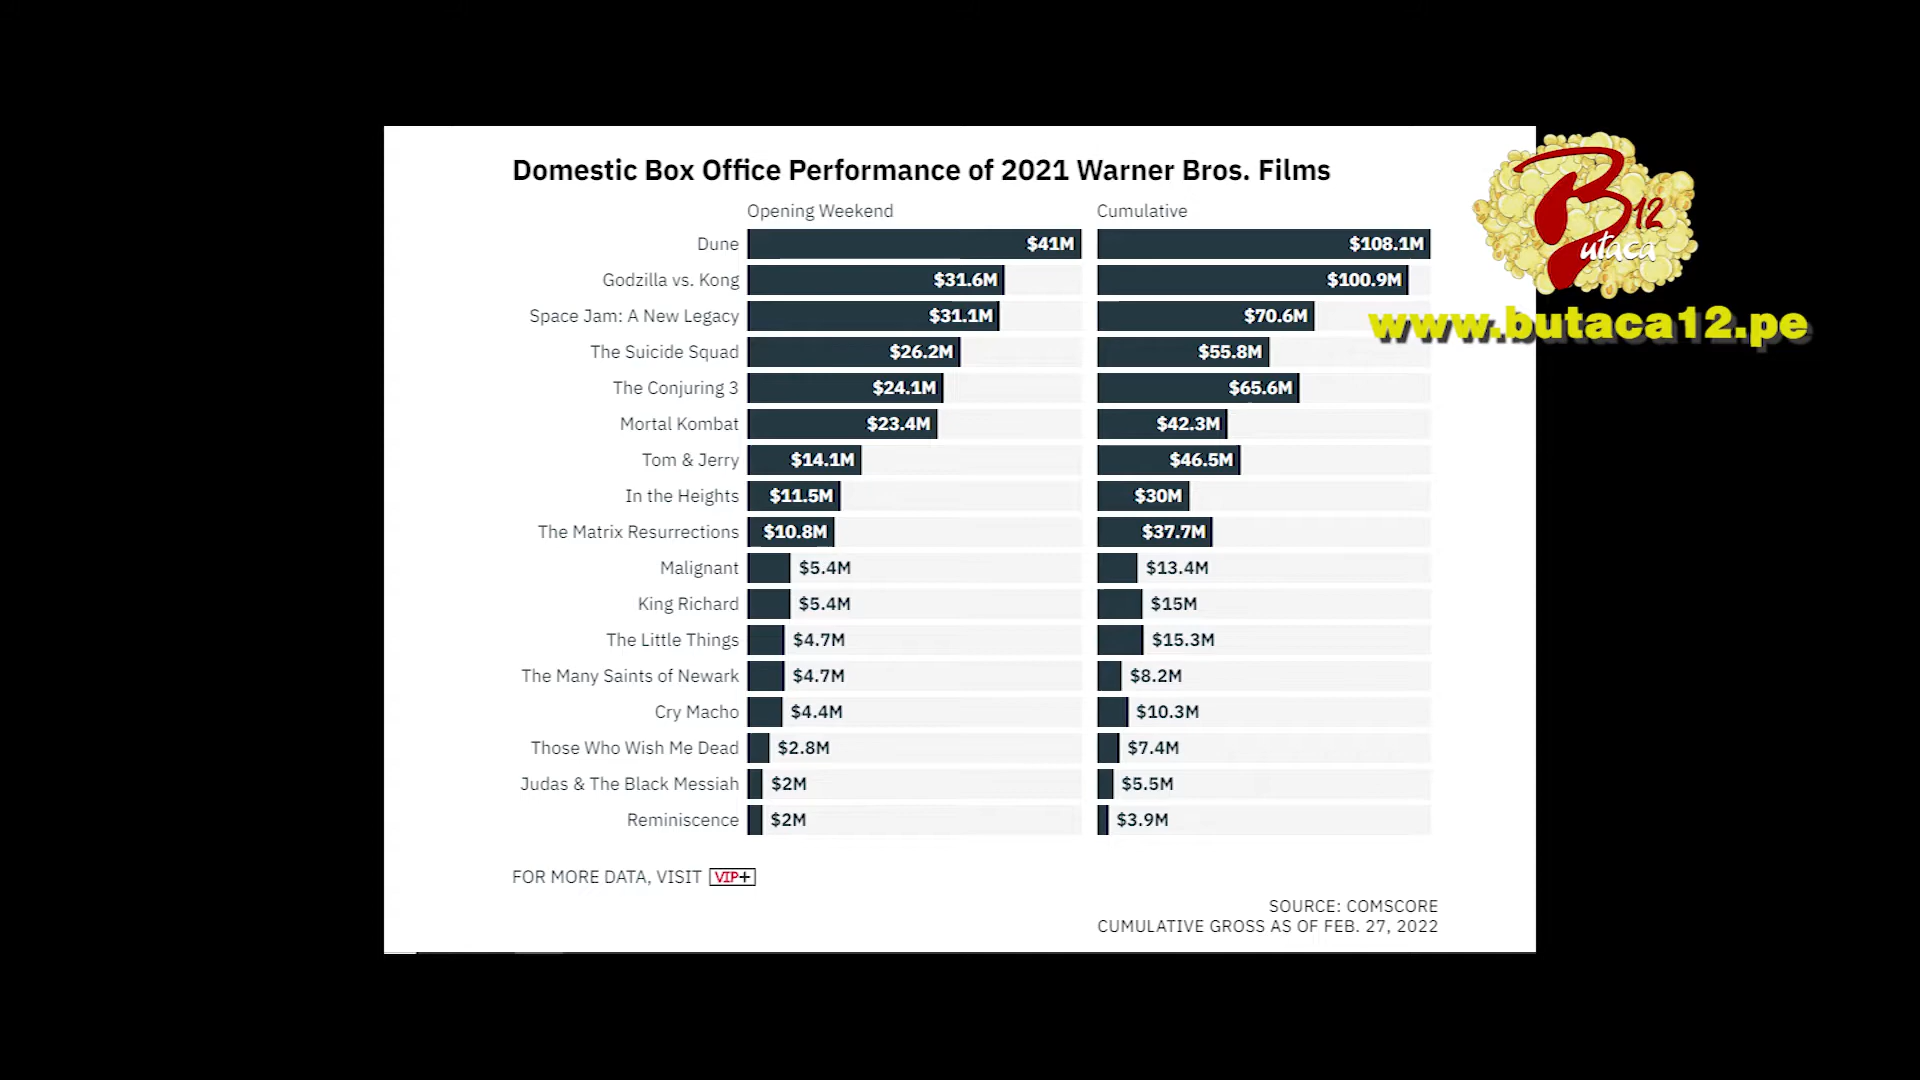 Domestic Box Office Performance of 2021 Warner Bros. Films
Opening Weekend Cumulative
Dune $41M $108.1M
Godzilla vs. Kong $31.6M $100.9M
Space Jam: A New Legacy $31.1M $70.6M
The Suicide Squad $26.2M $55.8M
The Conjuring 3 $24.1M $65.6M
Mortal Kombat $23.4M $42.3M
Tom & Jerry $14.1M $46.5M
In the Heights $11.5M $30M
The Matrix Resurrections $10.8M $37.7M
Malignant $5.4M $13.4M
King Richard $5.4M $15M
The Little Things $4.7M $15.3M
The Many Saints of Newark $4.7M $8.2M
Cry Macho $4.4M $10.3M
Those Who Wish Me Dead $2.8M $7.4M
Judas & The Black Messiah $2M $5.5M
Reminiscence $2M $3.9M
FOR MORE DATA, VISIT VIP+
SOURCE: COMSCORE
CUMULATIVE GROSS AS OF FEB. 27, 2022
Butaca 12
www.butaca12.pe